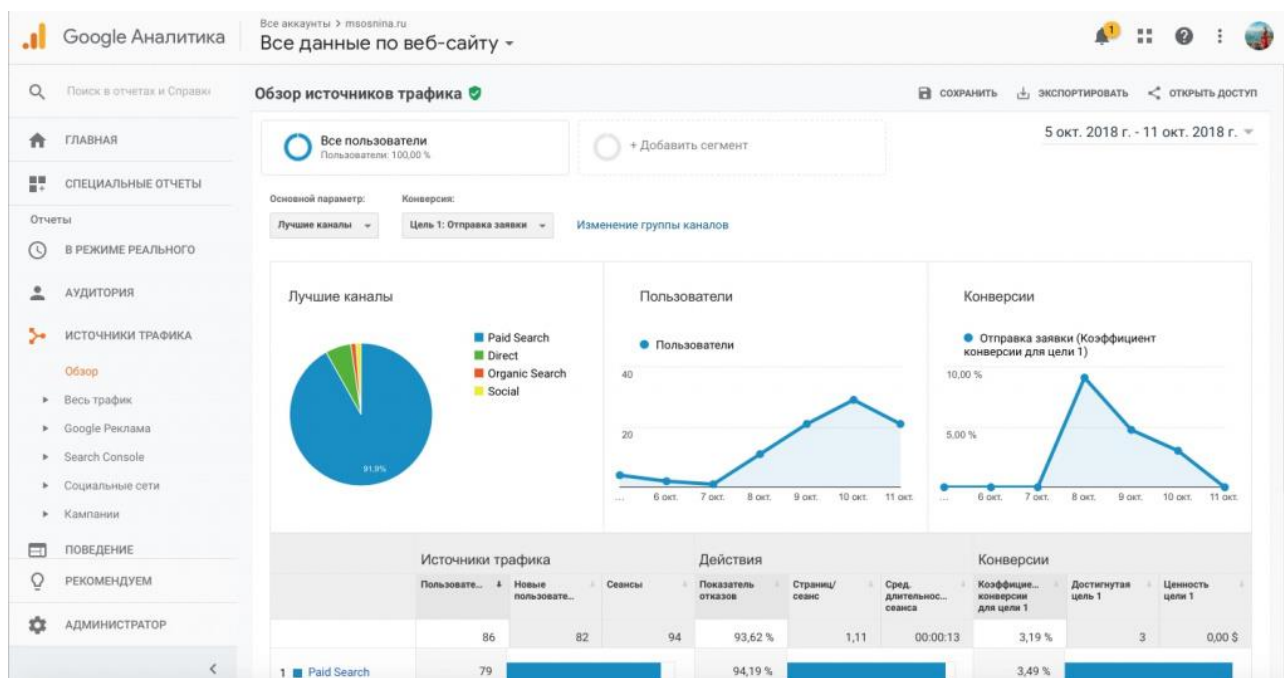 Google Аналитика
Все аккаунты > msosnina.ru
Все данные по веб-сайту
1
Поиск в отчетах и Справке
Обзор источников трафика
СОХРАНИТЬ
ЭКСПОРТИРОВАТЬ
ОТКРЫТЬ ДОСТУП
ГЛАВНАЯ
СПЕЦИАЛЬНЫЕ ОТЧЕТЫ
Отчеты
В РЕЖИМЕ РЕАЛЬНОГО
АУДИТОРИЯ
ИСТОЧНИКИ ТРАФИКА
Обзор
Весь трафик
Google Реклама
Search Console
Социальные сети
Кампании
ПОВЕДЕНИЕ
РЕКОМЕНДУЕМ
АДМИНИСТРАТОР
Все пользователи
Пользователи: 100,00 %
+ Добавить сегмент
5 окт. 2018 г. - 11 окт. 2018 г.
Основной параметр:
Конверсия:
Лучшие каналы
Цель 1: Отправка заявки
Изменение группы каналов
Лучшие каналы
Paid Search
Direct
Organic Search
Social
91,9%
Пользователи
Пользователи
40
20
... 6 окт. 7 окт. 8 окт. 9 окт. 10 окт. 11 окт.
Конверсии
Отправка заявки (Коэффициент
конверсии для цели 1)
10,00 %
5,00 %
... 6 окт. 7 окт. 8 окт. 9 окт. 10 окт. 11 окт.
Источники трафика Действия Конверсии
Пользовате...
Новые
пользовате...
Сеансы
Показатель
отказов
Страниц/
сеанс
Сред.
длительнос...
сеанса
Коэффицие...
конверсии
для цели 1
Достигнутая
цель 1
Ценность
цели 1
86 82 94 93,62 % 1,11 00:00:13 3,19 % 3 0,00 $
1 Paid Search 79 94,19 % 3,49 %